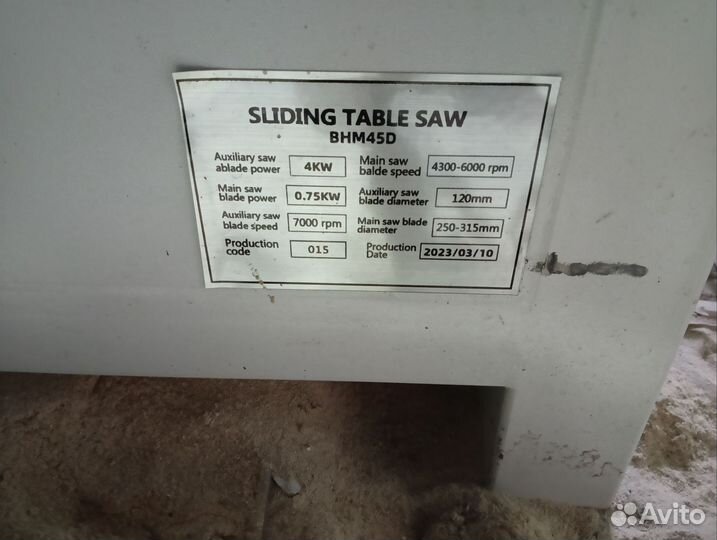 SLIDING TABLE SAW
BHM45D
Auxiliary saw
ablade power
4KW
Main saw
balde speed
4300-6000 rpm
Main saw
blade power
0.75KW
Auxiliary saw
blade diameter
120mm
Auxiliary saw
blade speed
7000 rpm
Main saw blade
diameter
250-315mm
Production
code
015
Production
Date
2023/03/10
Avito